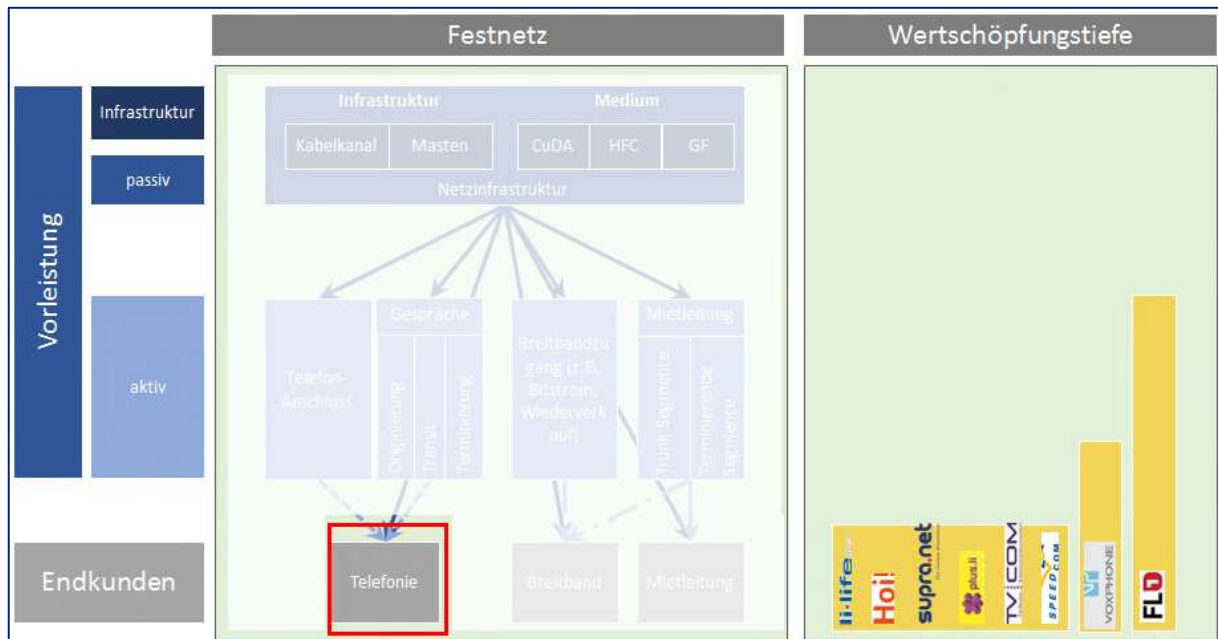 Festnetz
Wertschöpfungstiefe
Vorleistung
Infrastruktur
passiv
aktiv
Endkunden
Infrastruktur
Medium
Kabelkanal
Masten
CuDA
HFC
GF
Netzinfrastruktur
Telefon-
Anschluss
Gespräche
Originierung
Transit
Terminierung
Breitbandzu
gang (z.B.
Bitstrom,
Wiederverk
auf)
Mietleitung
Trunk Segmente
Terminierende
Segmente
Telefonie
Breitband
Mietleitung
li-life
Hoi!
supra.net
plus.li
TV|COM
SPEEDCOM
VOXPHONE
FL1